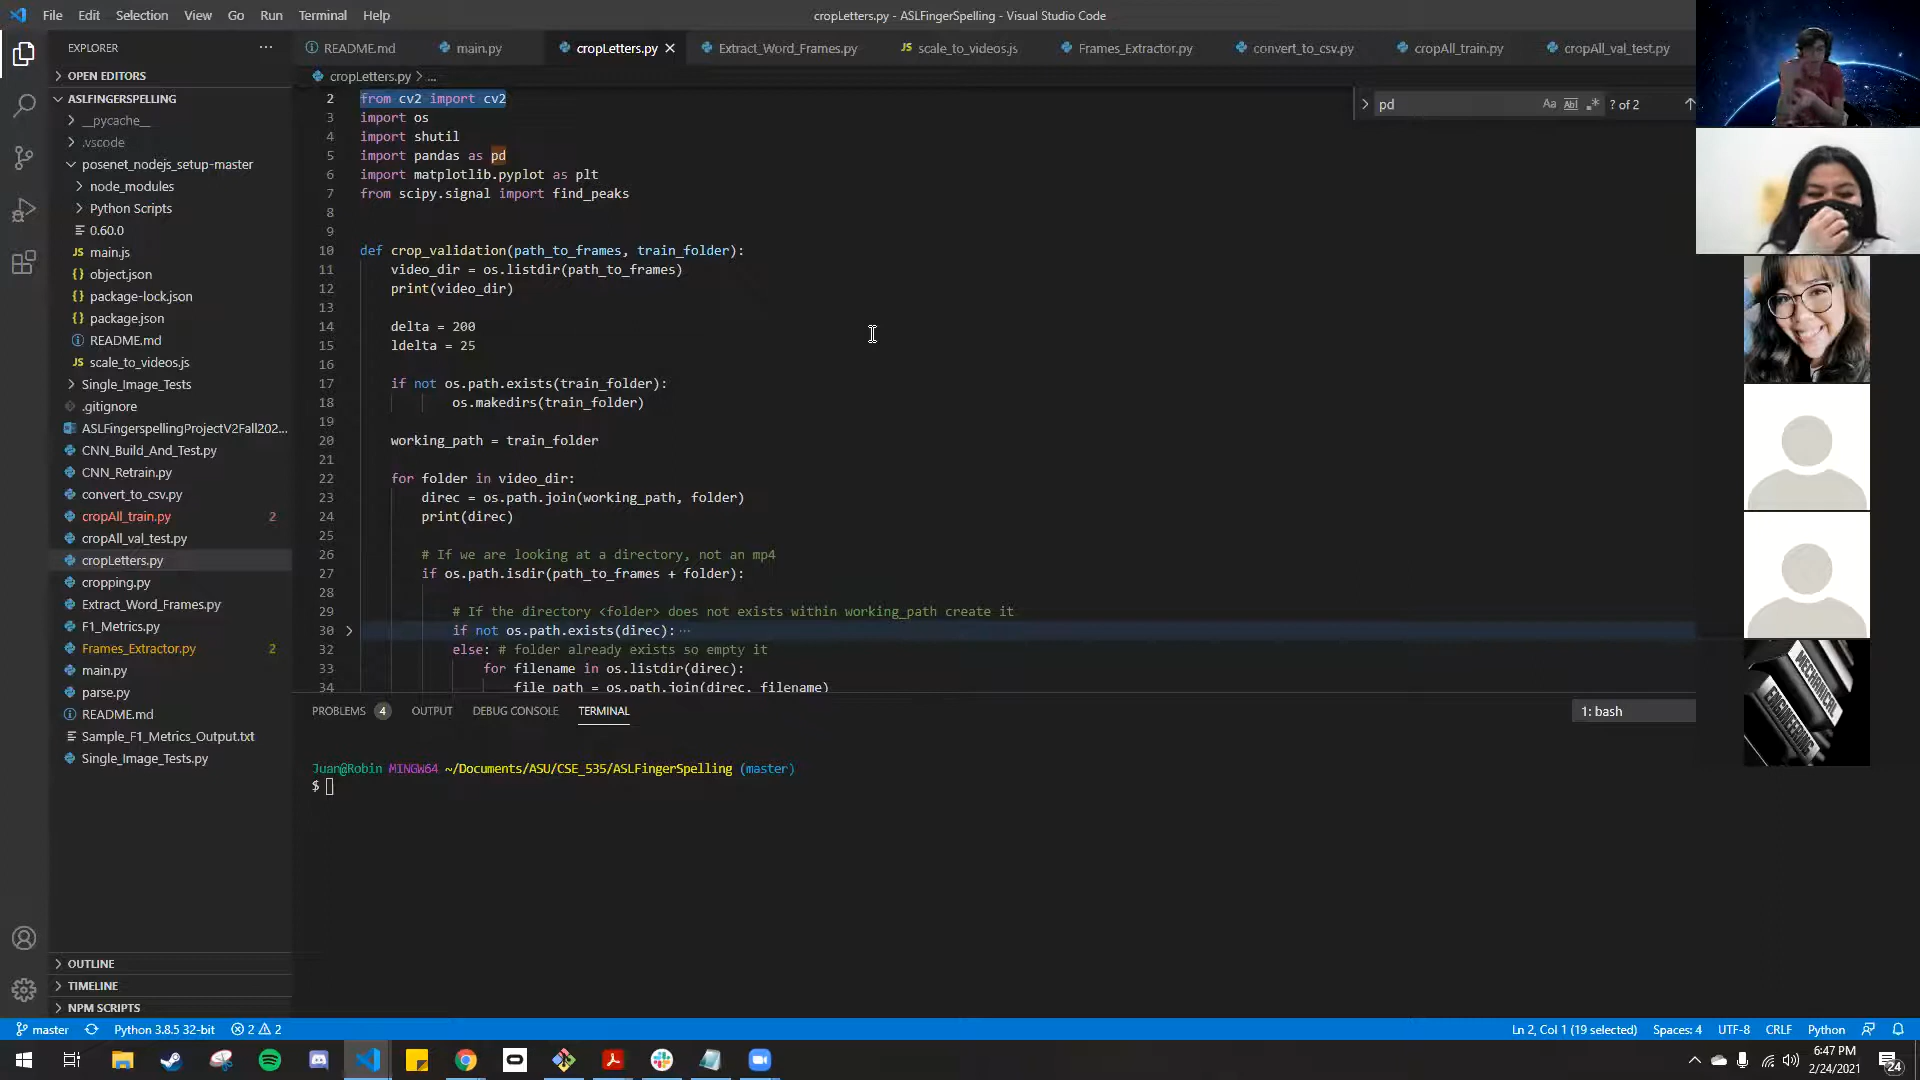 File Edit Selection View Go Run Terminal Help
cropLetters.py - ASLFingerSpelling - Visual Studio Code
EXPLORER ···
README.md main.py cropLetters.py Extract_Word_Frames.py scale_to_videos.js Frames_Extractor.py convert_to_csv.py cropAll_train.py cropAll_val_test.py
OPEN EDITORS
ASLFINGERSPELLING
__pycache__
.vscode
posenet_nodejs_setup-master
node_modules
Python Scripts
0.60.0
JS main.js
{} object.json
{} package-lock.json
{} package.json
README.md
JS scale_to_videos.js
Single_Image_Tests
.gitignore
ASLFingerspellingProjectV2Fall202...
CNN_Build_And_Test.py
CNN_Retrain.py
convert_to_csv.py
cropAll_train.py 2
cropAll_val_test.py
cropLetters.py
cropping.py
Extract_Word_Frames.py
F1_Metrics.py
Frames_Extractor.py 2
main.py
parse.py
README.md
Sample_F1_Metrics_Output.txt
Single_Image_Tests.py
OUTLINE
TIMELINE
NPM SCRIPTS
cropLetters.py > ...
pd Aa Abl .* ? of 2
2 from cv2 import cv2
3 import os
4 import shutil
5 import pandas as pd
6 import matplotlib.pyplot as plt
7 from scipy.signal import find_peaks
8
9
10 def crop_validation(path_to_frames, train_folder):
11 video_dir = os.listdir(path_to_frames)
12 print(video_dir)
13
14 delta = 200
15 ldelta = 25
16
17 if not os.path.exists(train_folder):
18 os.makedirs(train_folder)
19
20 working_path = train_folder
21
22 for folder in video_dir:
23 direc = os.path.join(working_path, folder)
24 print(direc)
25
26 # If we are looking at a directory, not an mp4
27 if os.path.isdir(path_to_frames + folder):
28
29 # If the directory <folder> does not exists within working_path create it
30 if not os.path.exists(direc): ···
32 else: # folder already exists so empty it
33 for filename in os.listdir(direc):
34 file_path = os.path.join(direc, filename)
PROBLEMS 4 OUTPUT DEBUG CONSOLE TERMINAL
1: bash
Juan@Robin MINGW64 ~/Documents/ASU/CSE_535/ASLFingerSpelling (master)
$
MECHANICAL
ENGINEERING
master Python 3.8.5 32-bit 2 2
Ln 2, Col 1 (19 selected) Spaces: 4 UTF-8 CRLF Python
6:47 PM
2/24/2021
24